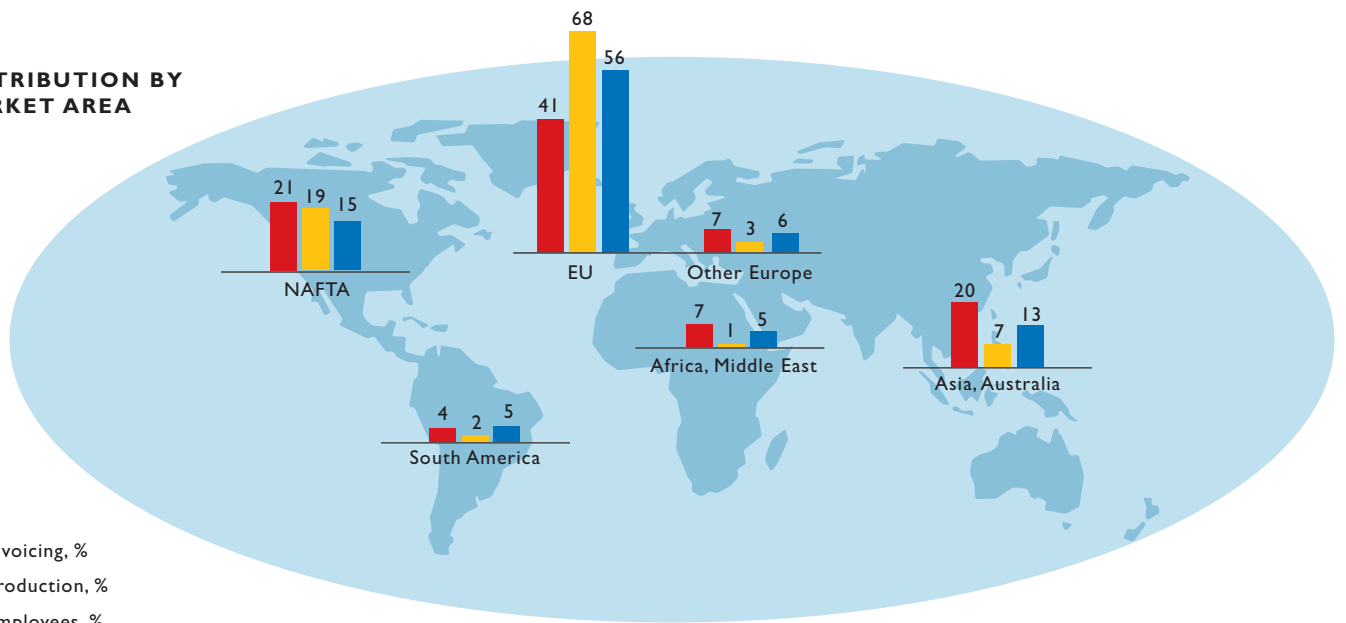 TRIBUTION BY
RKET AREA
68
56
41
21 19 15
NAFTA
EU
7 3 6
Other Europe
7 1 5
Africa, Middle East
20 7 13
Asia, Australia
4 2 5
South America
voicing, %
roduction, %
mployees, %